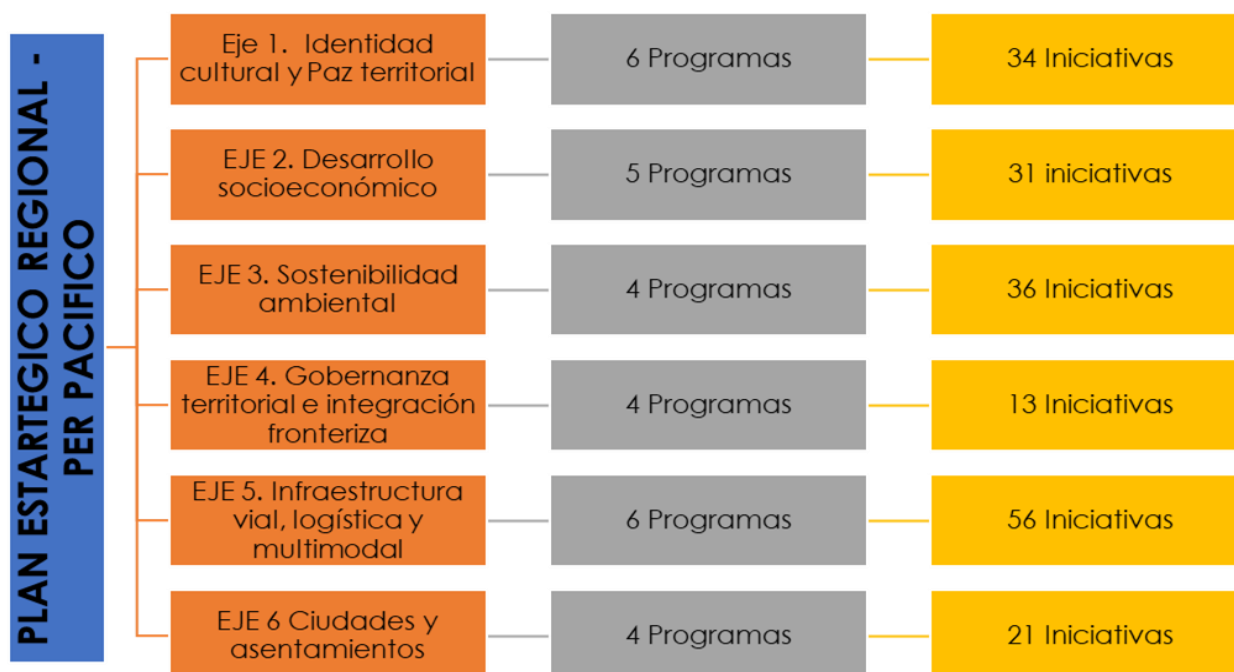 PLAN ESTARTEGICO REGIONAL -
PER PACIFICO
Eje 1.  Identidad
cultural y Paz territorial
6 Programas
34 Iniciativas
EJE 2. Desarrollo
socioeconómico
5 Programas
31 iniciativas
EJE 3. Sostenibilidad
ambiental
4 Programas
36 Iniciativas
EJE 4. Gobernanza
territorial e integración
fronteriza
4 Programas
13 Iniciativas
EJE 5. Infraestructura
vial, logística y
multimodal
6 Programas
56 Iniciativas
EJE 6 Ciudades y
asentamientos
4 Programas
21 Iniciativas